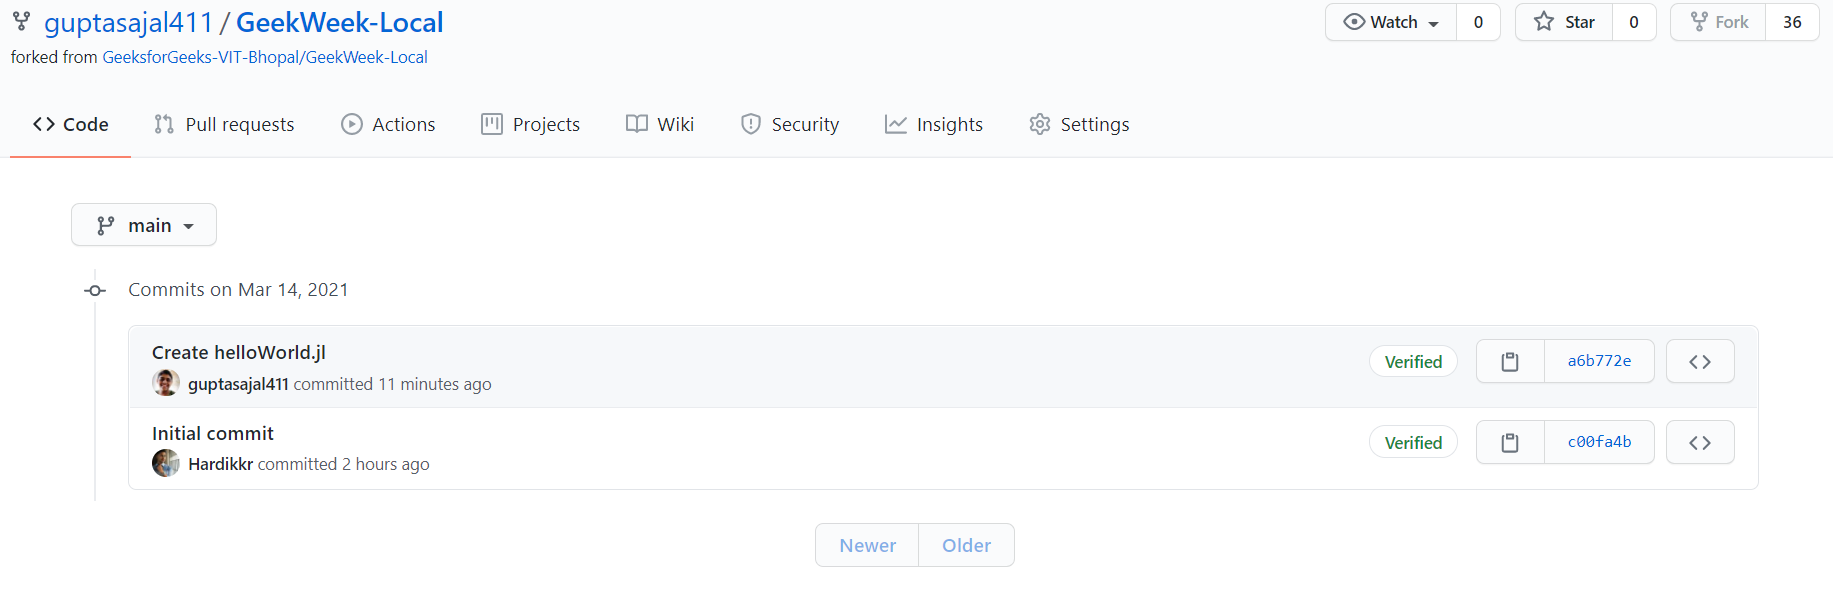 guptasajal411 / GeekWeek-Local
Watch 0 Star 0 Fork 36
forked from GeeksforGeeks-VIT-Bhopal/GeekWeek-Local
Code Pull requests Actions Projects Wiki Security Insights Settings
main
Commits on Mar 14, 2021
Create helloWorld.jl
guptasajal411 committed 11 minutes ago
Verified a6b772e
Initial commit
Hardikkr committed 2 hours ago
Verified c00fa4b
Newer Older